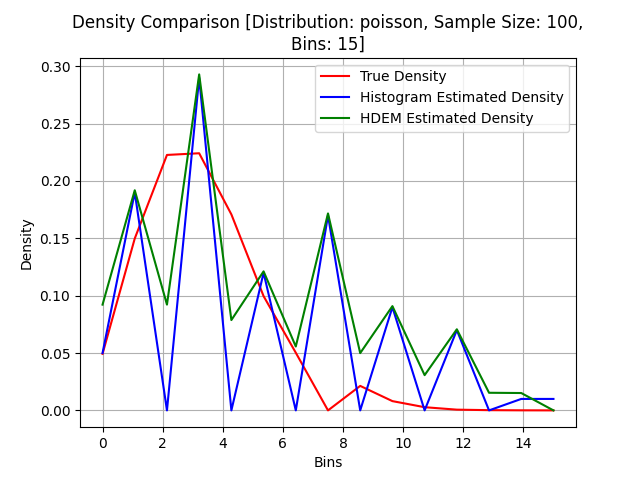 Density Comparison [Distribution: poisson, Sample Size: 100,
Bins: 15]
True Density
Histogram Estimated Density
HDEM Estimated Density
Density
0.30
0.25
0.20
0.15
0.10
0.05
0.00
0 2 4 6 8 10 12 14
Bins